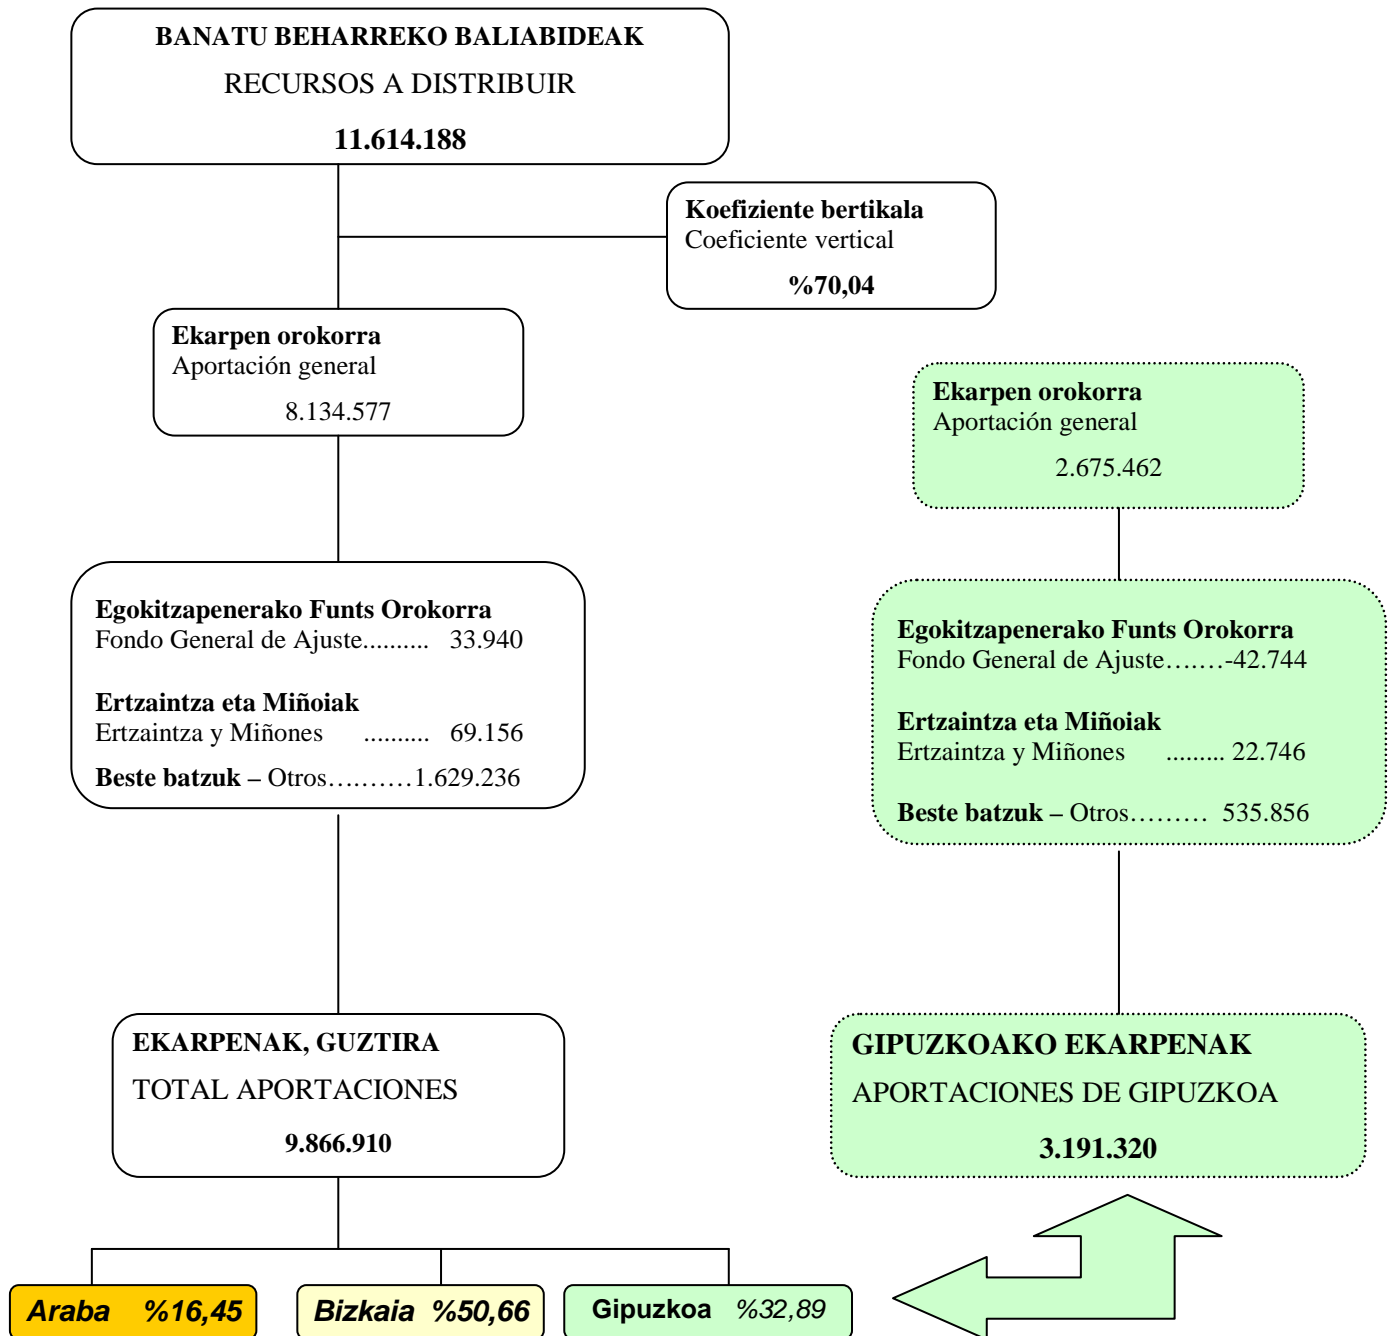 BANATU BEHARREKO BALIABIDEAK
RECURSOS A DISTRIBUIR
11.614.188
Koefiziente bertikala
Coeficiente vertical
%70,04
Ekarpen orokorra
Aportación general
8.134.577
Ekarpen orokorra
Aportación general
2.675.462
Egokitzapenerako Funts Orokorra
Fondo General de Ajuste.......... 33.940
Ertzaintza eta Miñoiak
Ertzaintza y Miñones .......... 69.156
Beste batzuk – Otros….……1.629.236
Egokitzapenerako Funts Orokorra
Fondo General de Ajuste….…-42.744
Ertzaintza eta Miñoiak
Ertzaintza y Miñones ......... 22.746
Beste batzuk – Otros……… 535.856
EKARPENAK, GUZTIRA
TOTAL APORTACIONES
9.866.910
GIPUZKOAKO EKARPENAK
APORTACIONES DE GIPUZKOA
3.191.320
Araba %16,45
Bizkaia %50,66
Gipuzkoa %32,89